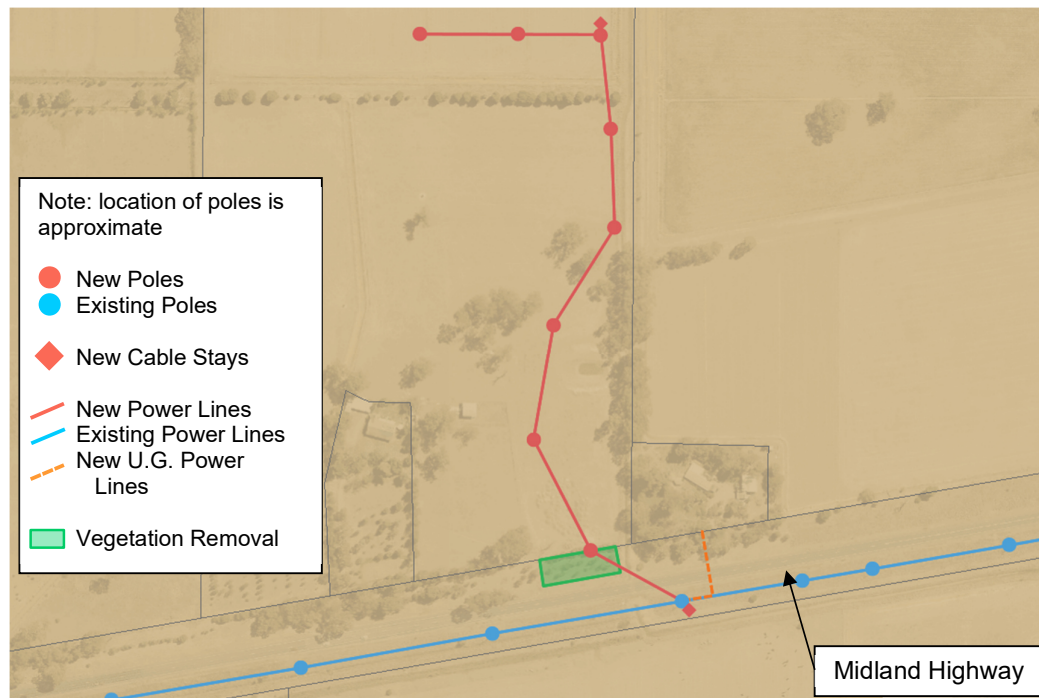 Note: location of poles is
approximate
New Poles
Existing Poles
New Cable Stays
New Power Lines
Existing Power Lines
New U.G. Power
Lines
Vegetation Removal
Midland Highway